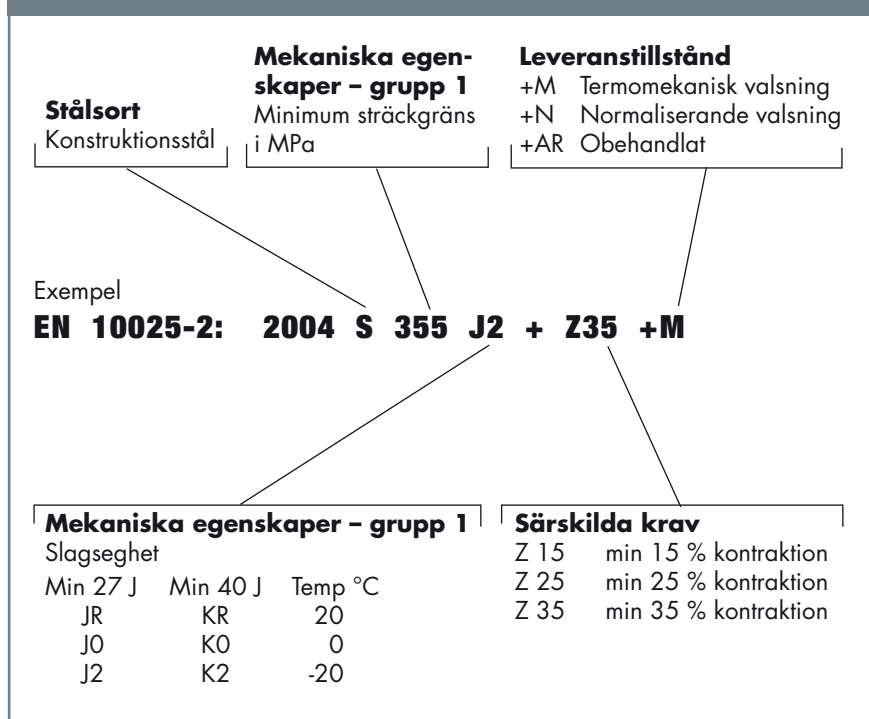 Stålsort
Konstruktionsstål
Mekaniska egen-
skaper – grupp 1
Minimum sträckgräns
i MPa
Leveranstillstånd
+M Termomekanisk valsning
+N Normaliserande valsning
+AR Obehandlat
Exempel
EN 10025-2: 2004 S 355 J2 + Z35 +M
Mekaniska egenskaper – grupp 1
Slagseghet
Min 27 J Min 40 J Temp °C
JR KR 20
J0 K0 0
J2 K2 -20
Särskilda krav
Z 15 min 15 % kontraktion
Z 25 min 25 % kontraktion
Z 35 min 35 % kontraktion